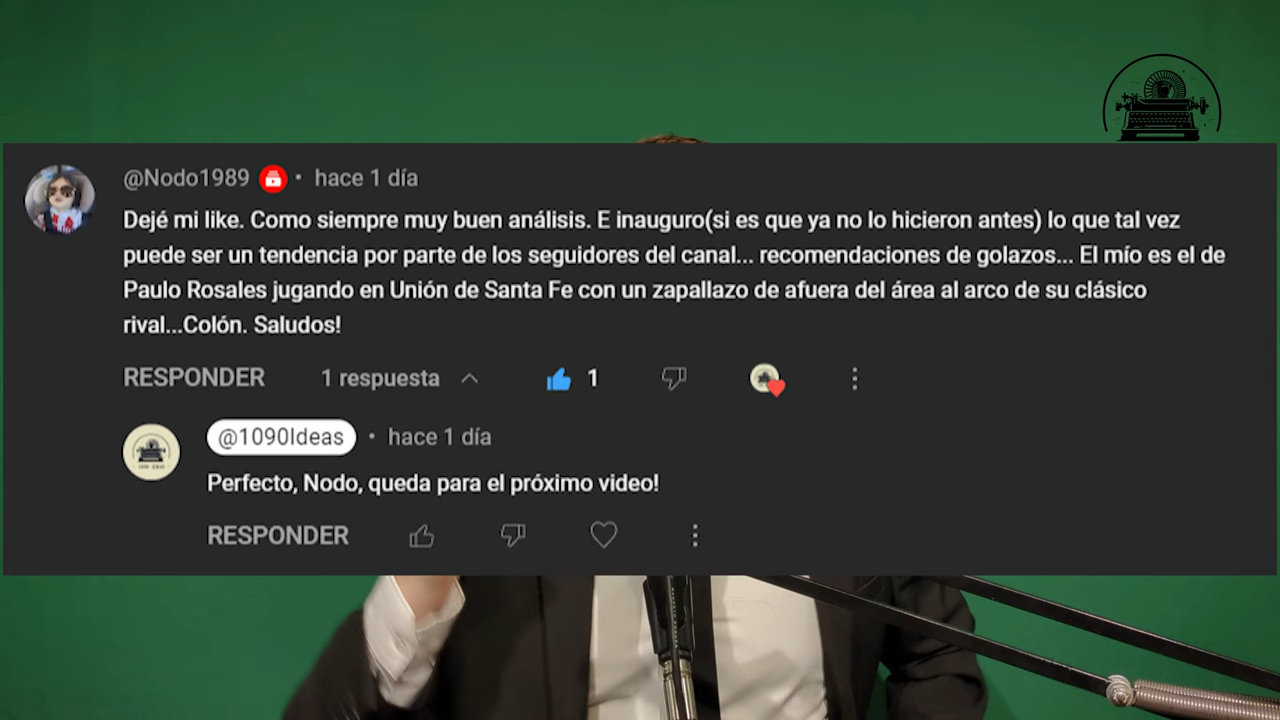 @Nodo1989 • hace 1 día
Dejé mi like. Como siempre muy buen análisis. E inauguro(si es que ya no lo hicieron antes) lo que tal vez
puede ser un tendencia por parte de los seguidores del canal... recomendaciones de golazos... El mío es el de
Paulo Rosales jugando en Unión de Santa Fe con un zapallazo de afuera del área al arco de su clásico
rival...Colón. Saludos!
RESPONDER 1 respuesta 1
@1090Ideas • hace 1 día
Perfecto, Nodo, queda para el próximo video!
RESPONDER